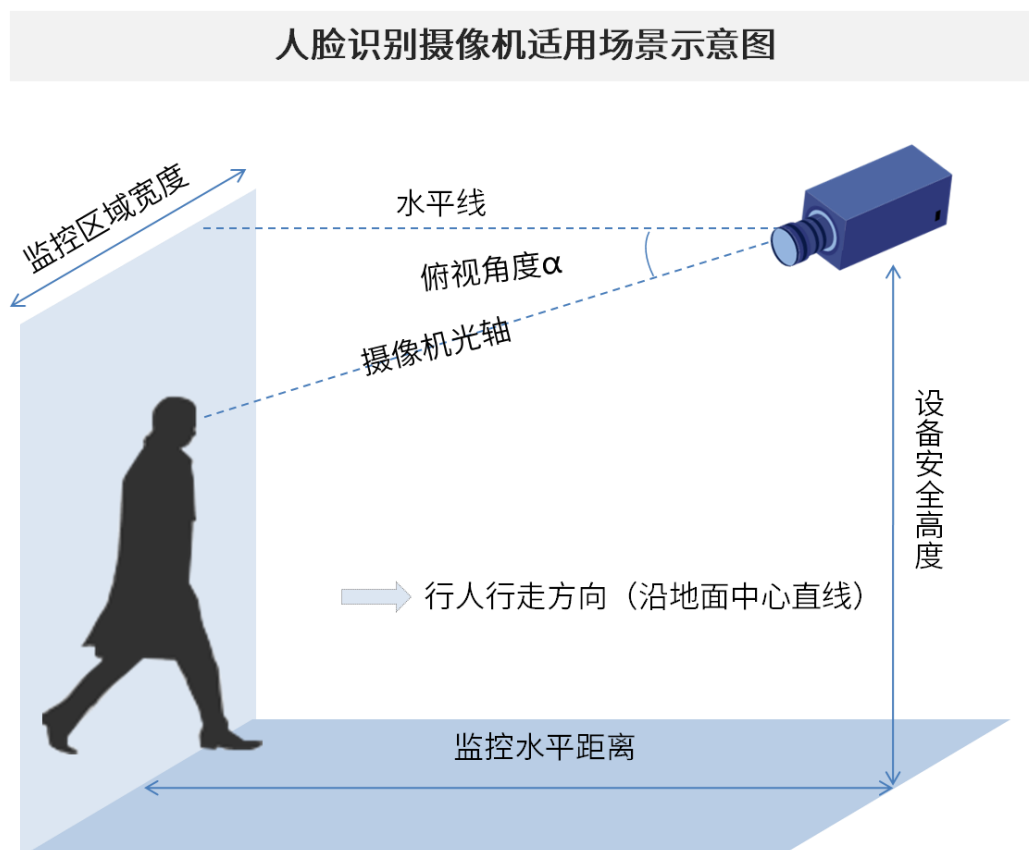 人脸识别摄像机适用场景示意图
监控区域宽度
水平线
俯视角度α
摄像机光轴
设备安全高度
行人行走方向（沿地面中心直线）
监控水平距离